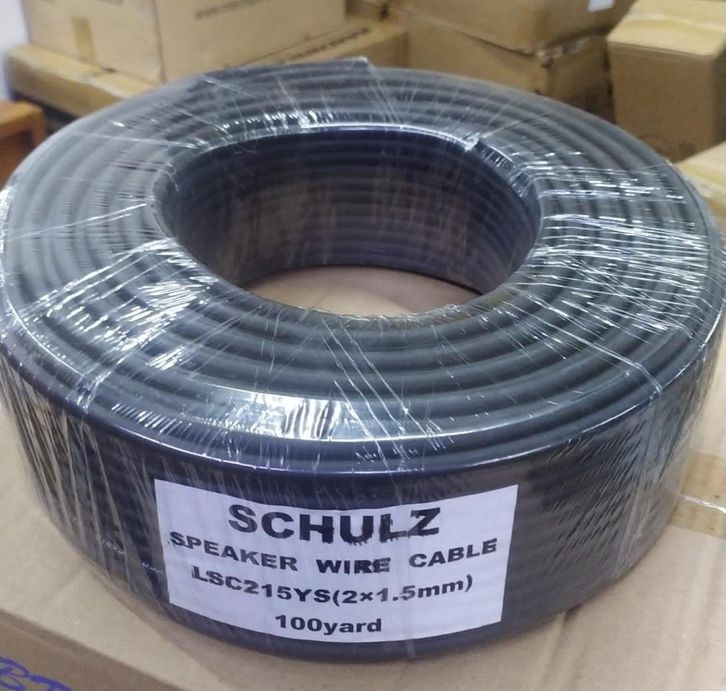 SCHULZ
SPEAKER WIRE CABLE
LSC215YS(2×1.5mm)
100yard